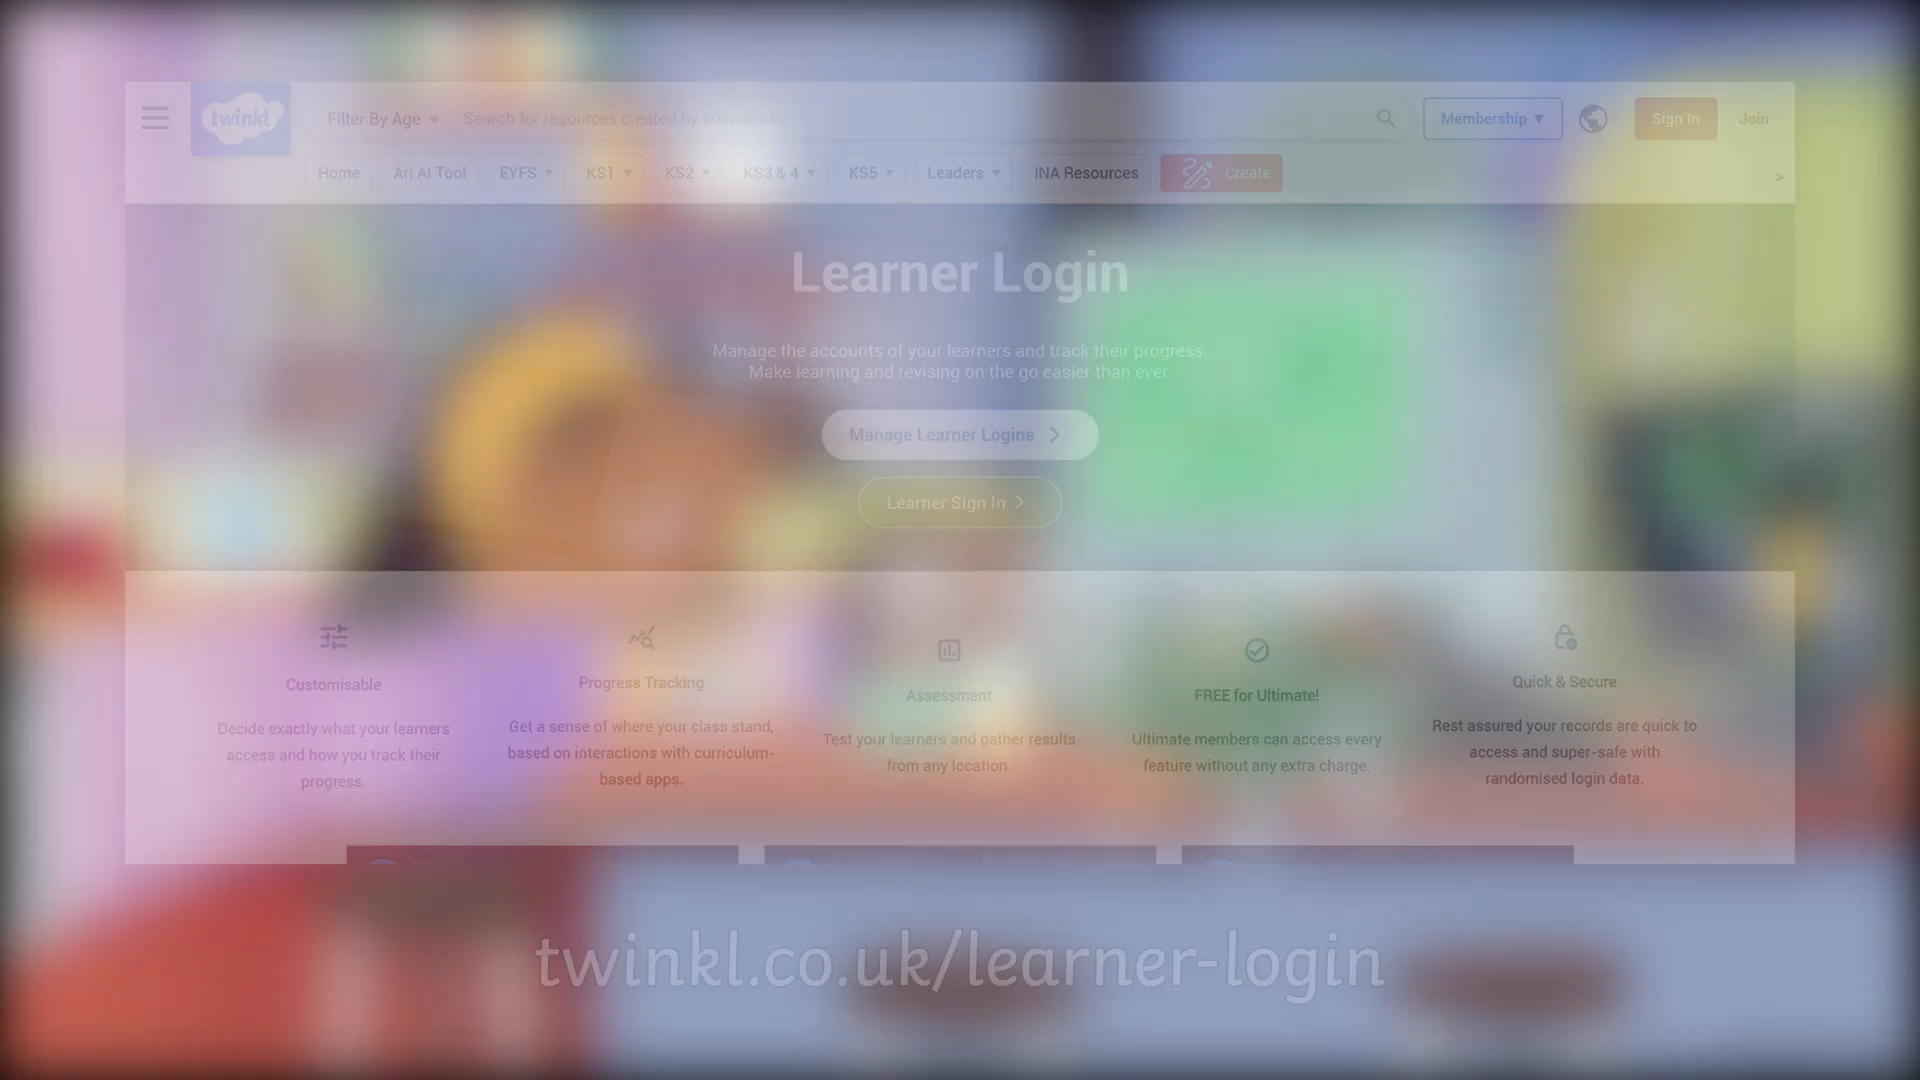 twinkl
Filter By Age
Search for resources created by educators
Membership
Sign In
Join
Home
Ari AI Tool
EYFS
KS1
KS2
KS3 & 4
KS5
Leaders
INA Resources
Create
>
Learner Login
Manage the accounts of your learners and track their progress.
Make learning and revising on the go easier than ever.
Manage Learner Logins
Learner Sign In
Customisable
Decide exactly what your learners
access and how you track their
progress.
Progress Tracking
Get a sense of where your class stand,
based on interactions with curriculum-
based apps.
Assessment
Test your learners and gather results
from any location.
FREE for Ultimate!
Ultimate members can access every
feature without any extra charge.
Quick & Secure
Rest assured your records are quick to
access and super-safe with
randomised login data.
twinkl.co.uk/learner-login